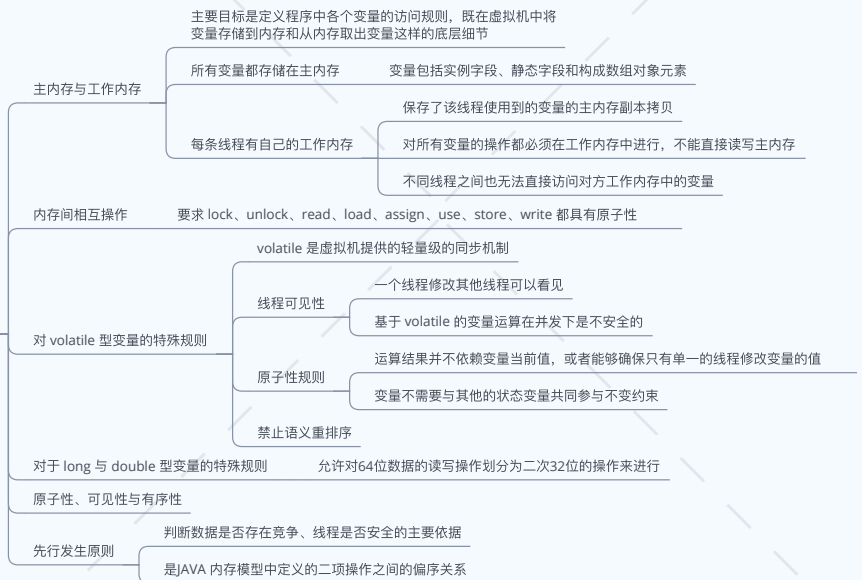 主要目标是定义程序中各个变量的访问规则，既在虚拟机中将
变量存储到内存和从内存取出变量这样的底层细节
主内存与工作内存
所有变量都存储在主内存
变量包括实例字段、静态字段和构成数组对象元素
保存了该线程使用到的变量的主内存副本拷贝
每条线程有自己的工作内存
对所有变量的操作都必须在工作内存中进行，不能直接读写主内存
不同线程之间也无法直接访问对方工作内存中的变量
内存间相互操作
要求 lock、unlock、read、load、assign、use、store、write 都具有原子性
volatile 是虚拟机提供的轻量级的同步机制
一个线程修改其他线程可以看见
线程可见性
基于 volatile 的变量运算在并发下是不安全的
对 volatile 型变量的特殊规则
运算结果并不依赖变量当前值，或者能够确保只有单一的线程修改变量的值
原子性规则
变量不需要与其他的状态变量共同参与不变约束
禁止语义重排序
对于 long 与 double 型变量的特殊规则
允许对64位数据的读写操作划分为二次32位的操作来进行
原子性、可见性与有序性
判断数据是否存在竞争、线程是否安全的主要依据
先行发生原则
是JAVA 内存模型中定义的二项操作之间的偏序关系